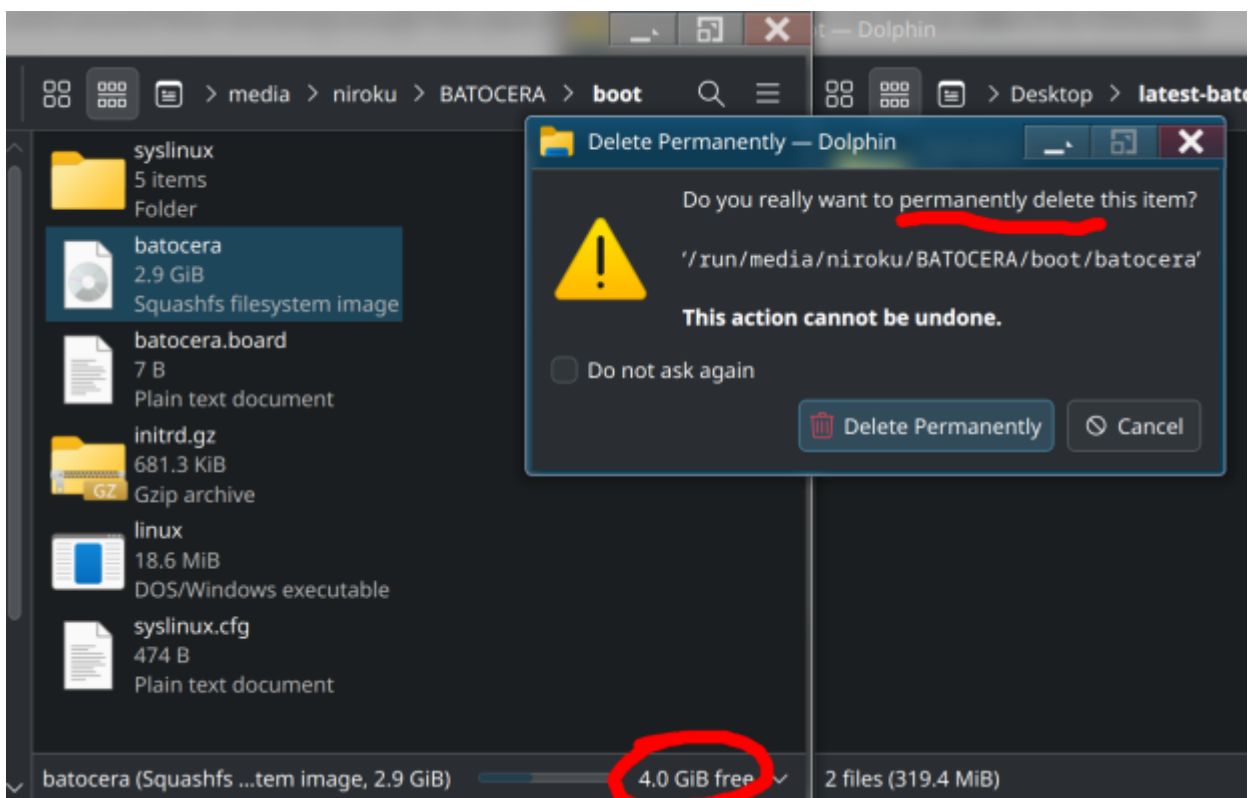 t — Dolphin
> media > niroku > BATOCERA > boot
> Desktop > latest-bato
syslinux
5 items
Folder
batocera
2.9 GiB
Squashfs filesystem image
batocera.board
7 B
Plain text document
initrd.gz
681.3 KiB
GZ
Gzip archive
linux
18.6 MiB
DOS/Windows executable
syslinux.cfg
474 B
Plain text document
batocera (Squashfs ...tem image, 2.9 GiB)
4.0 GiB free
Delete Permanently — Dolphin
Do you really want to permanently delete this item?
'/run/media/niroku/BATOCERA/boot/batocera'
This action cannot be undone.
Do not ask again
Delete Permanently
Cancel
2 files (319.4 MiB)